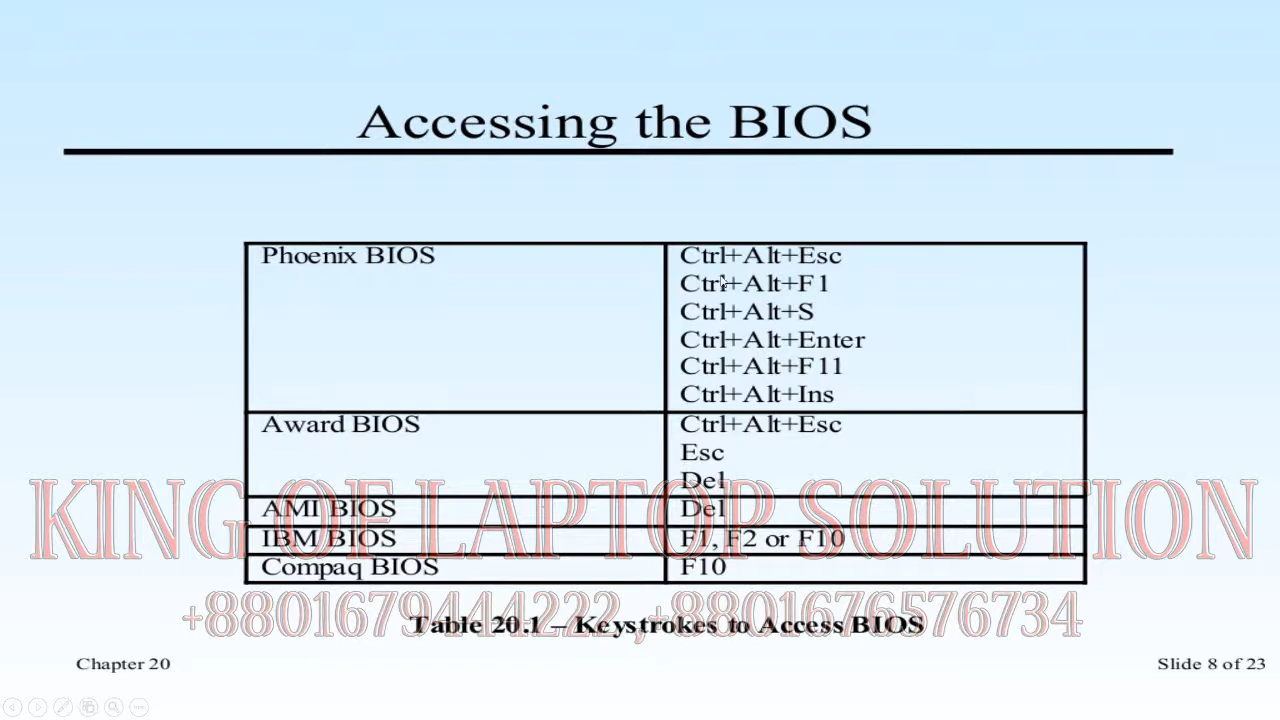 Accessing the BIOS
Phoenix BIOS
Ctrl+Alt+Esc
Ctrl+Alt+F1
Ctrl+Alt+S
Ctrl+Alt+Enter
Ctrl+Alt+F11
Ctrl+Alt+Ins
Award BIOS
Ctrl+Alt+Esc
Esc
Del
AMI BIOS
Del
IBM BIOS
F1, F2 or F10
Compaq BIOS
F10
KING OF LAPTOP SOLUTION
+8801679444222,+8801676576734
Table 20.1 – Keystrokes to Access BIOS
Chapter 20
Slide 8 of 23